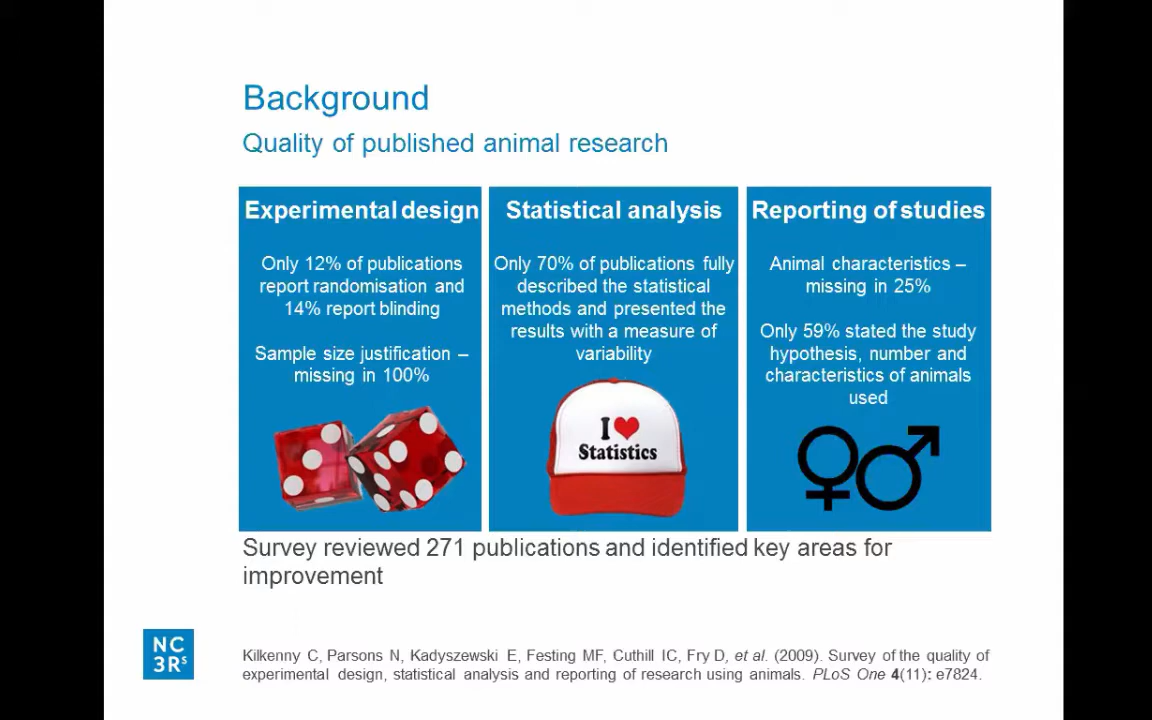 Background
Quality of published animal research
Experimental design
Only 12% of publications
report randomisation and
14% report blinding
Sample size justification –
missing in 100%
Statistical analysis
Only 70% of publications fully
described the statistical
methods and presented the
results with a measure of
variability
I ❤ Statistics
Reporting of studies
Animal characteristics –
missing in 25%
Only 59% stated the study
hypothesis, number and
characteristics of animals
used
Survey reviewed 271 publications and identified key areas for
improvement
NC
3Rs
Kilkenny C, Parsons N, Kadyszewski E, Festing MF, Cuthill IC, Fry D, et al. (2009). Survey of the quality of
experimental design, statistical analysis and reporting of research using animals. PLoS One 4(11): e7824.